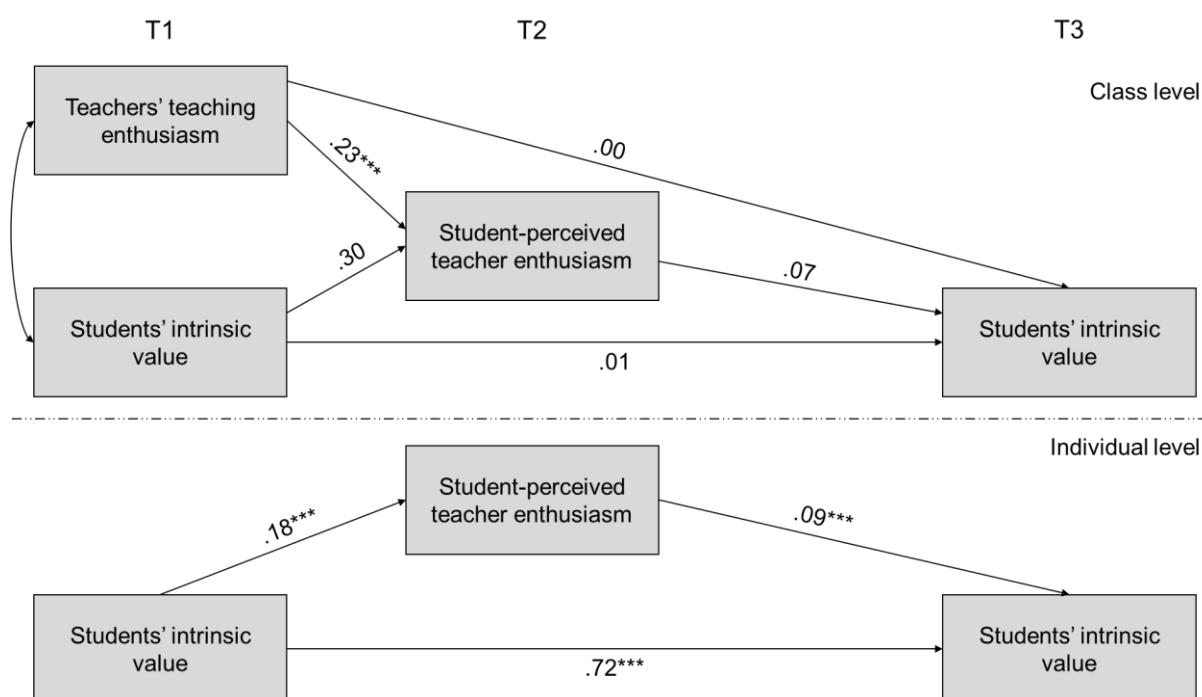 T1
T2
T3
Class level
Teachers’ teaching
enthusiasm
.00
.23***
Student-perceived
teacher enthusiasm
.30
.07
Students’ intrinsic
value
Students’ intrinsic
value
.01
Individual level
Student-perceived
teacher enthusiasm
.18***
.09***
Students’ intrinsic
value
Students’ intrinsic
value
.72***